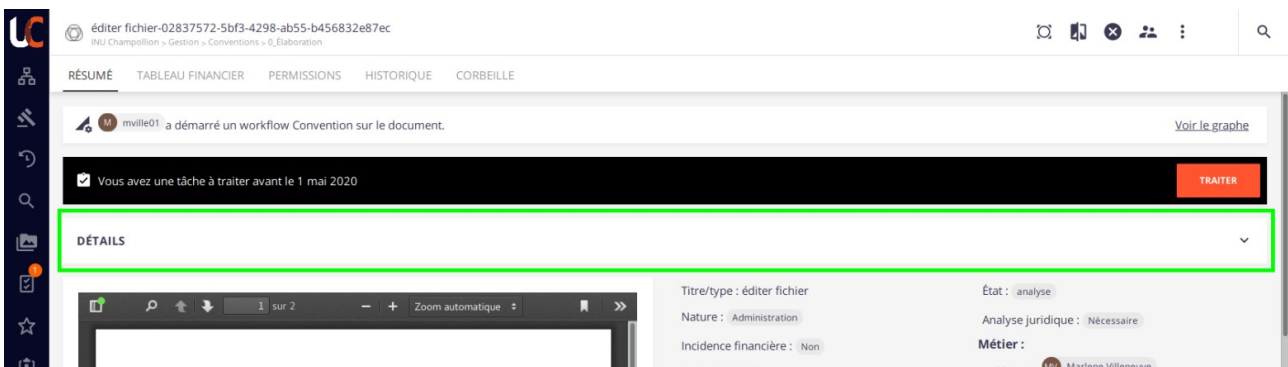 éditer fichier-02837572-5bf3-4298-ab55-b456832e87ec
INU Champollion > Gestion > Conventions > 0_Élaboration
RÉSUMÉ TABLEAU FINANCIER PERMISSIONS HISTORIQUE CORBEILLE
M mville01 a démarré un workflow Convention sur le document. Voir le graphe
Vous avez une tâche à traiter avant le 1 mai 2020 TRAITER
DÉTAILS
1
1 sur 2 Zoom automatique
Titre/type : éditer fichier
Nature : Administration
Incidence financière : Non
État : analyse
Analyse juridique : Nécessaire
Métier :
MV Marlene Villeneuve